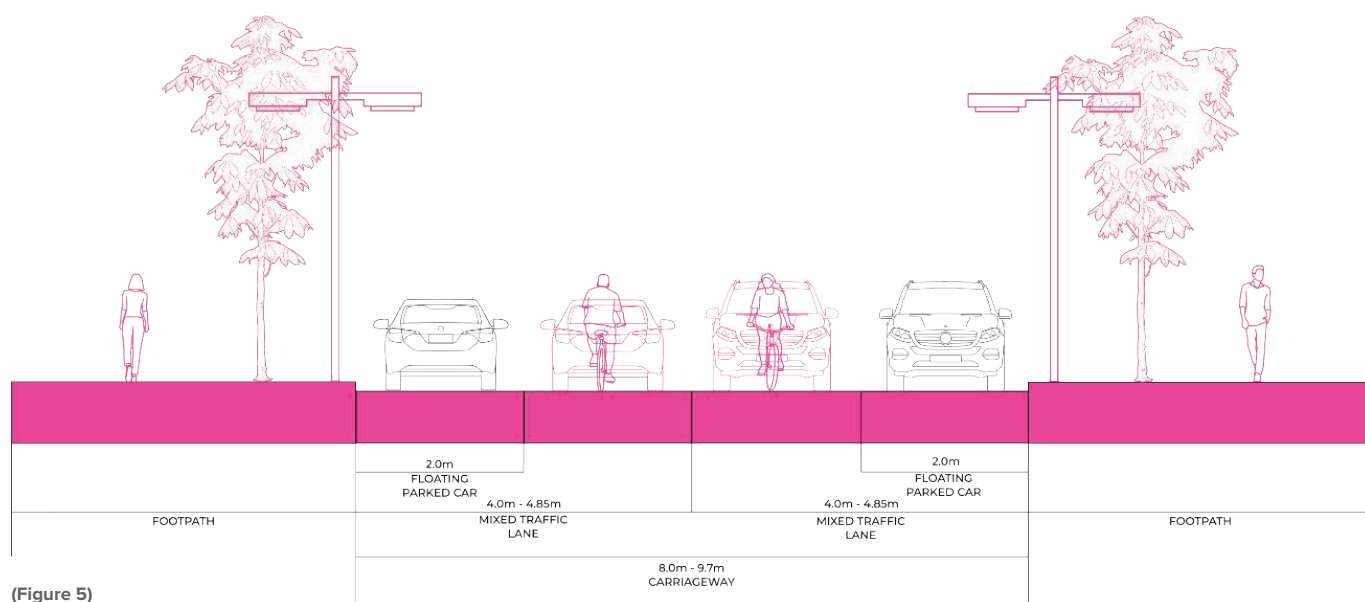 2.0m
FLOATING
PARKED CAR
2.0m
FLOATING
PARKED CAR
4.0m - 4.85m
4.0m - 4.85m
FOOTPATH
MIXED TRAFFIC
LANE
MIXED TRAFFIC
LANE
FOOTPATH
8.0m - 9.7m
CARRIAGEWAY
(Figure 5)